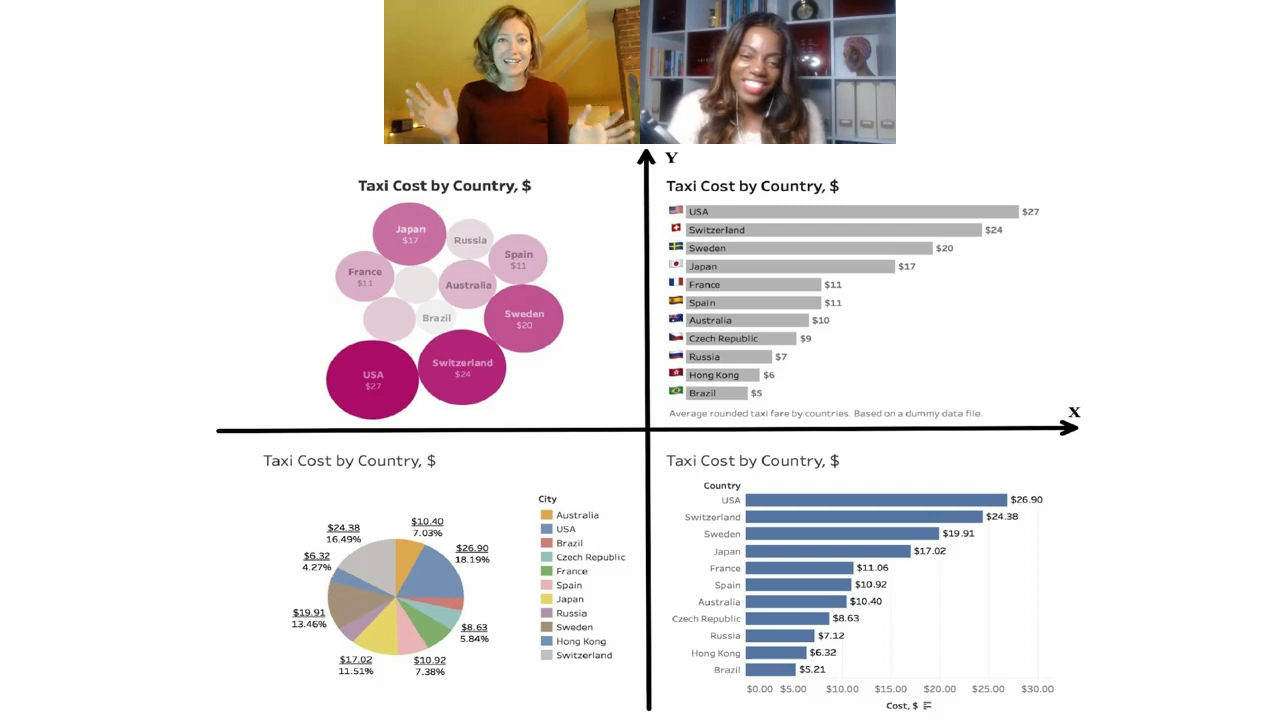 Y
Taxi Cost by Country, $
Japan
$17
Russia
Spain
$11
France
$11
Australia
Brazil
Sweden
$20
Switzerland
$24
USA
$27
Taxi Cost by Country, $
USA $27
Switzerland $24
Sweden $20
Japan $17
France $11
Spain $11
Australia $10
Czech Republic $9
Russia $7
Hong Kong $6
Brazil $5
Average rounded taxi fare by countries. Based on a dummy data file.
X
Taxi Cost by Country, $
$24.38
16.49%
$10.40
7.03%
$26.90
18.19%
$6.32
4.27%
$19.91
13.46%
$8.63
5.84%
$17.02
11.51%
$10.92
7.38%
City
Australia
USA
Brazil
Czech Republic
France
Spain
Japan
Russia
Sweden
Hong Kong
Switzerland
Taxi Cost by Country, $
Country
USA $26.90
Switzerland $24.38
Sweden $19.91
Japan $17.02
France $11.06
Spain $10.92
Australia $10.40
Czech Republic $8.63
Russia $7.12
Hong Kong $6.32
Brazil $5.21
$0.00 $5.00 $10.00 $15.00 $20.00 $25.00 $30.00
Cost, $